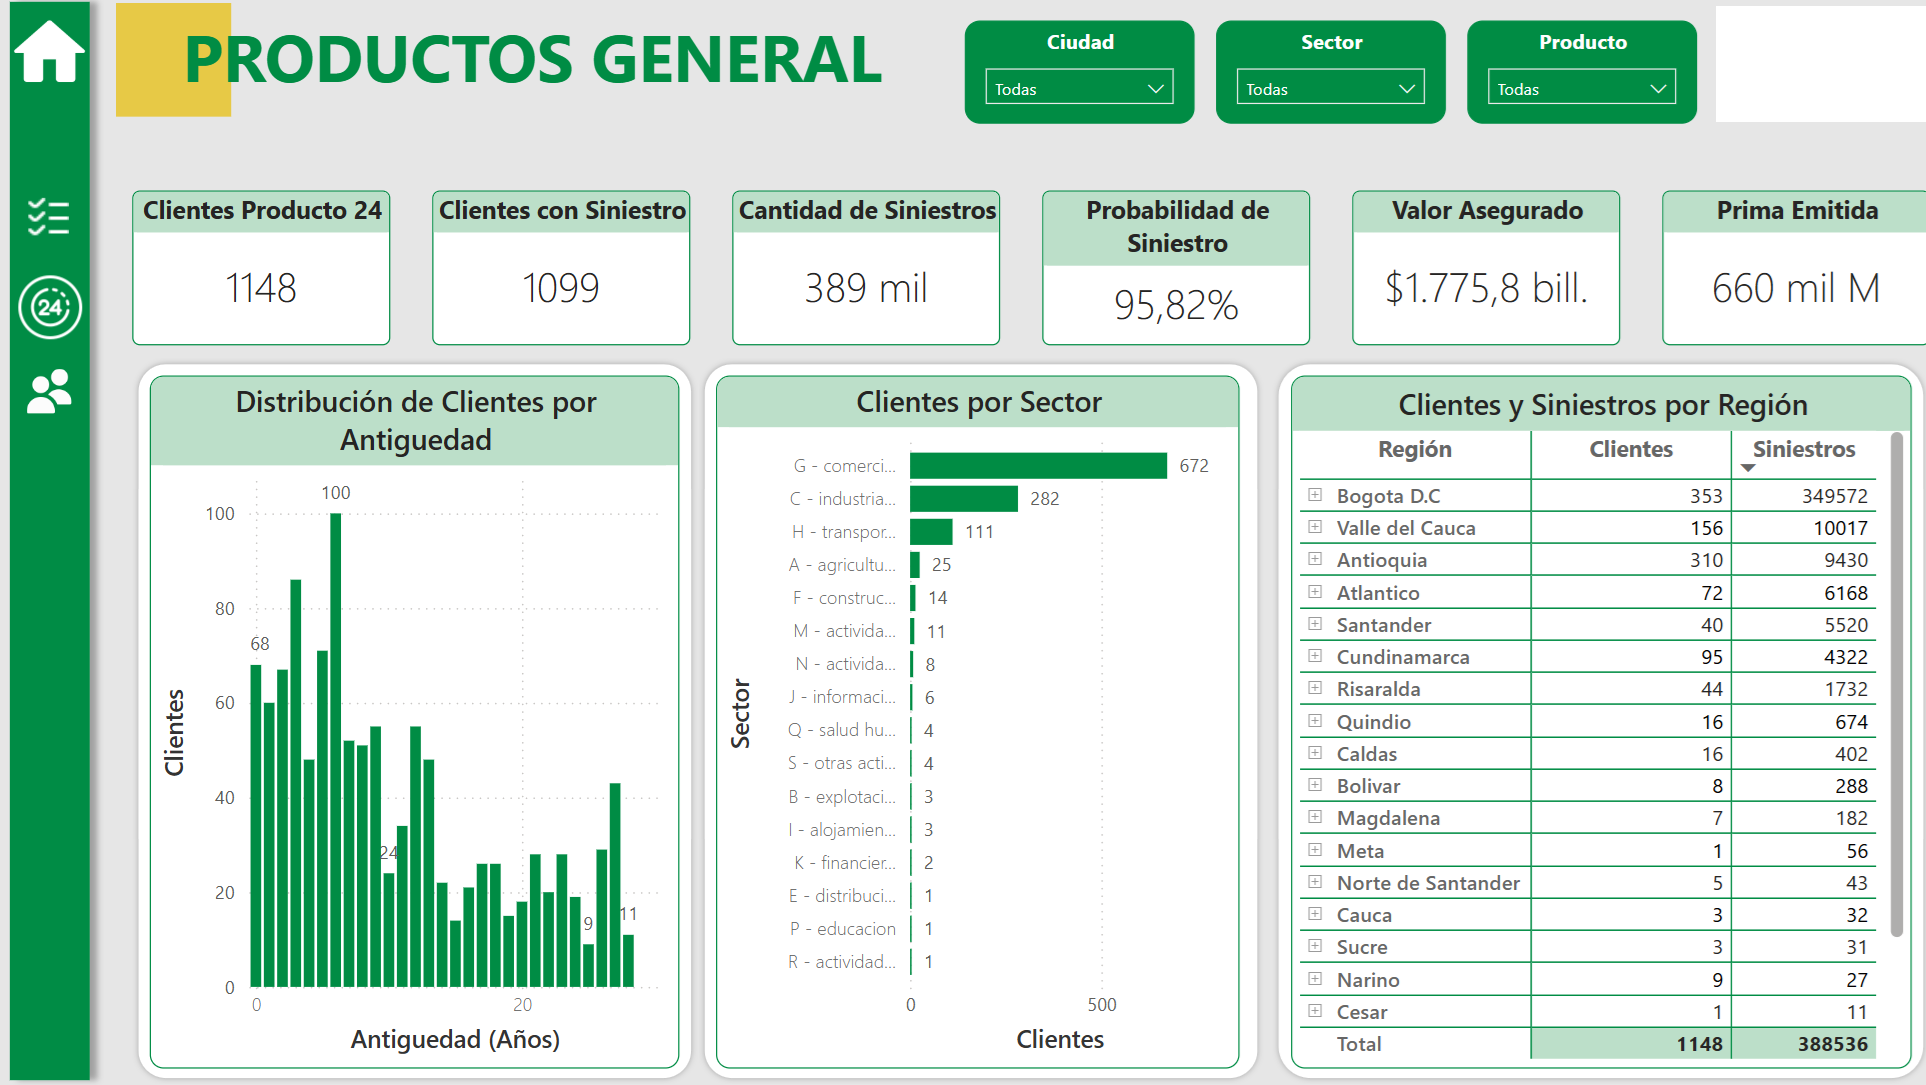 PRODUCTOS GENERAL
Ciudad
Todas
Sector
Todas
Producto
Todas
24
Clientes Producto 24
1148
Clientes con Siniestro
1099
Cantidad de Siniestros
389 mil
Probabilidad de
Siniestro
95,82%
Valor Asegurado
$1.775,8 bill.
Prima Emitida
660 mil M
Distribución de Clientes por
Antiguedad
Clientes
100
80
60
40
20
0
68
100
24
9
11
0
20
Antiguedad (Años)
Clientes por Sector
Sector
G - comerci... 672
C - industria... 282
H - transpor... 111
A - agricultu... 25
F - construc... 14
M - activida... 11
N - activida... 8
J - informaci... 6
Q - salud hu... 4
S - otras acti... 4
B - explotaci... 3
I - alojamien... 3
K - financier... 2
E - distribuci... 1
P - educacion 1
R - actividad... 1
0 500
Clientes
Clientes y Siniestros por Región
Región Clientes Siniestros
Bogota D.C 353 349572
Valle del Cauca 156 10017
Antioquia 310 9430
Atlantico 72 6168
Santander 40 5520
Cundinamarca 95 4322
Risaralda 44 1732
Quindio 16 674
Caldas 16 402
Bolivar 8 288
Magdalena 7 182
Meta 1 56
Norte de Santander 5 43
Cauca 3 32
Sucre 3 31
Narino 9 27
Cesar 1 11
Total 1148 388536